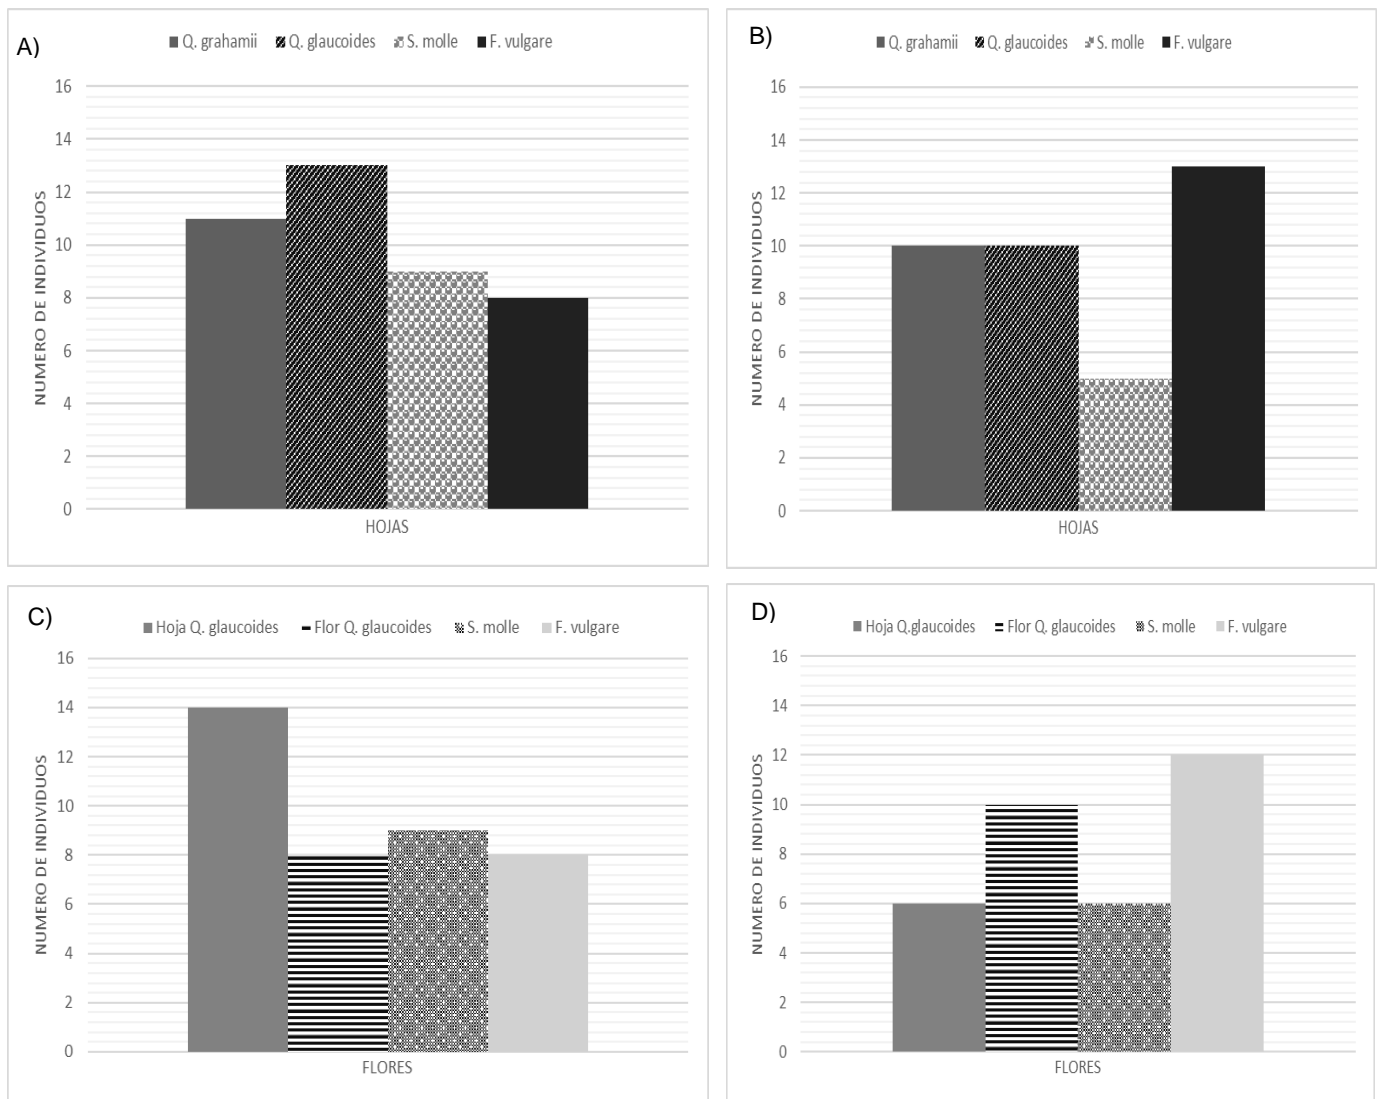 A)
Q. grahamii Q. glaucoides S. molle F. vulgare
16
14
12
10
8
6
4
2
0
NUMERO DE INDIVIDUOS
HOJAS
B)
Q. grahamii Q. glaucoides S. molle F. vulgare
16
14
12
10
8
6
4
2
0
NUMERO DE INDIVIDUOS
HOJAS
C)
Hoja Q. glaucoides Flor Q. glaucoides S. molle F. vulgare
16
14
12
10
8
6
4
2
0
NUMERO DE INDIVIDUOS
FLORES
D)
Hoja Q.glaucoides Flor Q. glaucoides S. molle F. vulgare
16
14
12
10
8
6
4
2
0
NUMERO DE INDIVIDUOS
FLORES